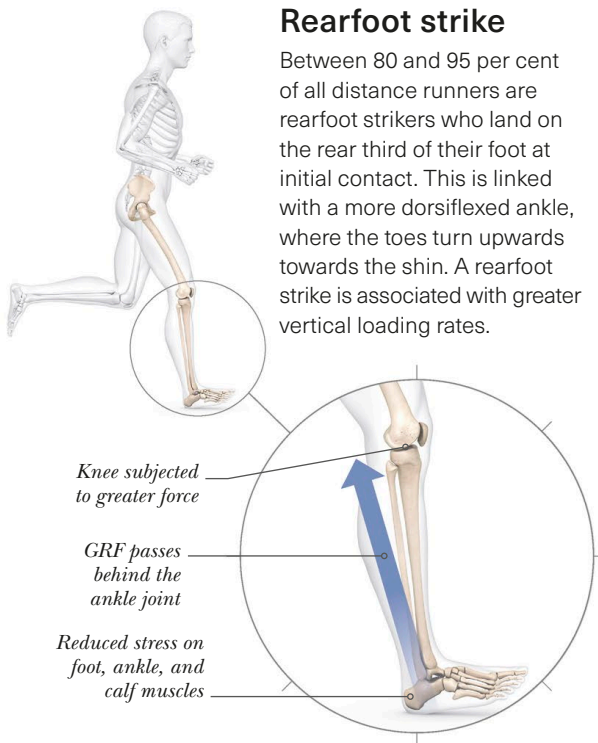 Rearfoot strike
Between 80 and 95 per cent
of all distance runners are
rearfoot strikers who land on
the rear third of their foot at
initial contact. This is linked
with a more dorsiflexed ankle,
where the toes turn upwards
towards the shin. A rearfoot
strike is associated with greater
vertical loading rates.
Knee subjected
to greater force
GRF passes
behind the
ankle joint
Reduced stress on
foot, ankle, and
calf muscles